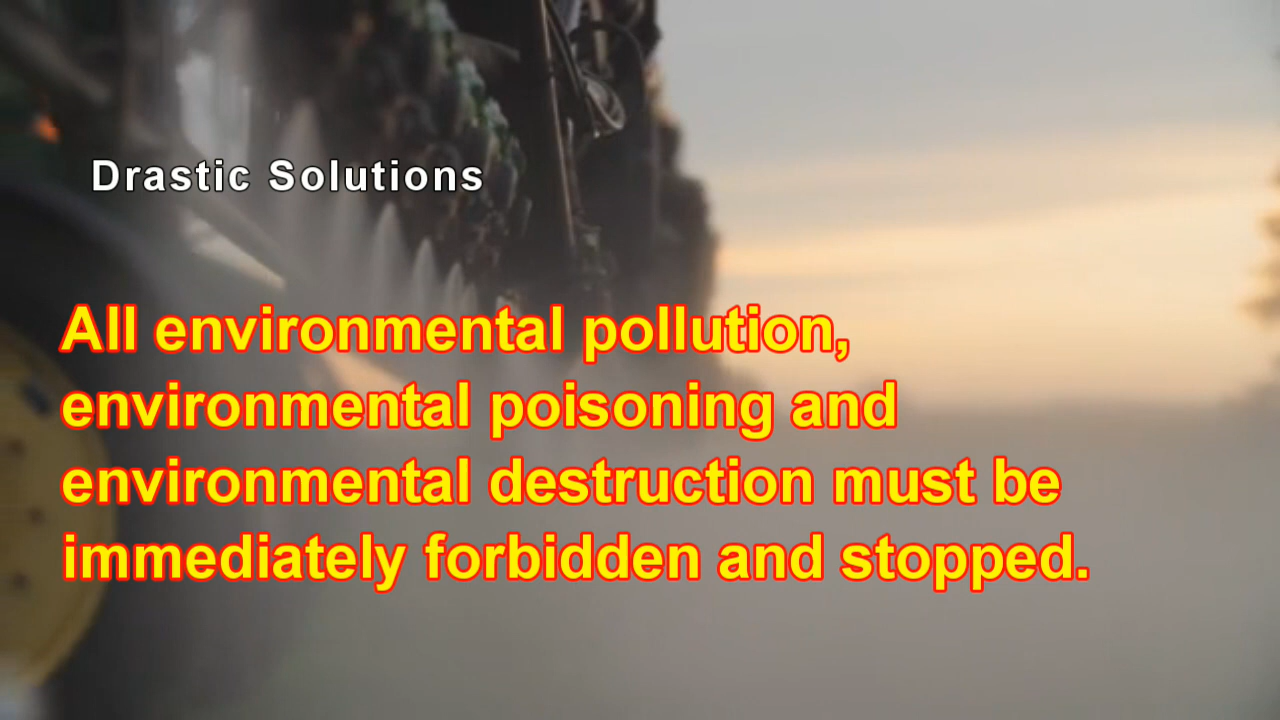 Drastic Solutions
All environmental pollution,
environmental poisoning and
environmental destruction must be
immediately forbidden and stopped.